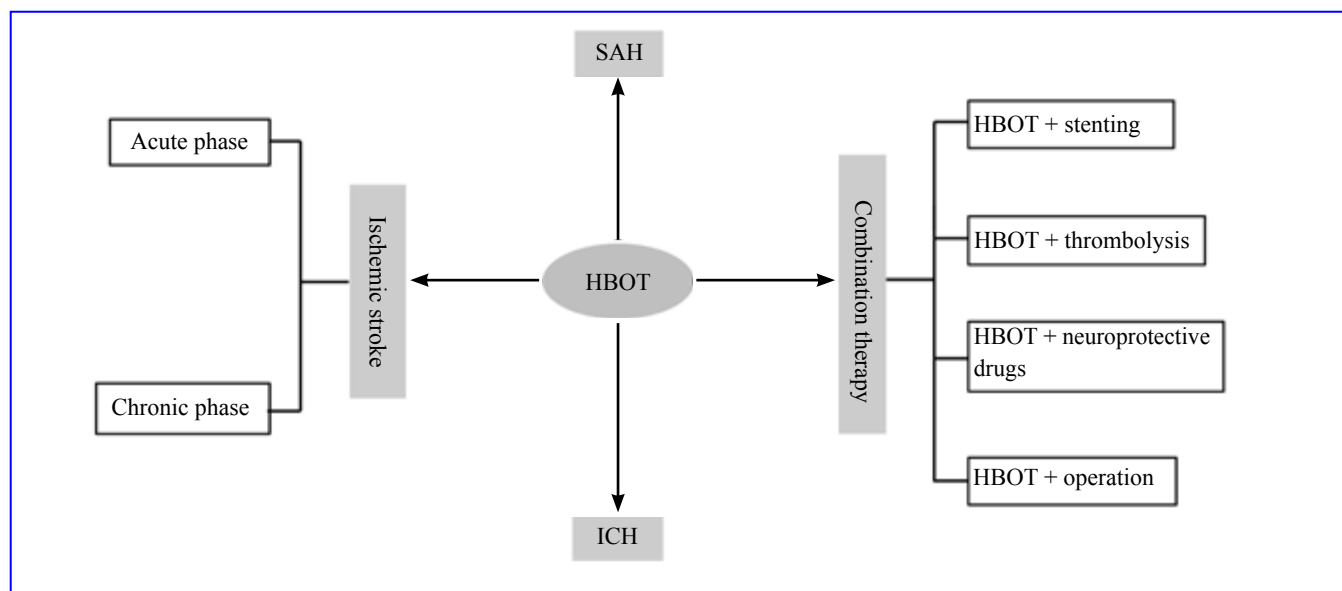 SAH
Acute phase
Chronic phase
Ischemic stroke
HBOT
Combination therapy
HBOT + stenting
HBOT + thrombolysis
HBOT + neuroprotective
drugs
HBOT + operation
ICH